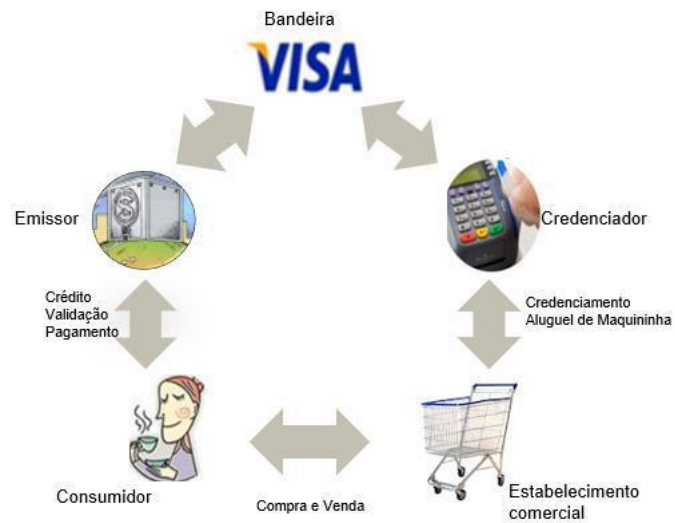 Bandeira
VISA
Emissor
Credenciador
Crédito
Validação
Pagamento
Credenciamento
Aluguel de Maquininha
Consumidor
Compra e Venda
Estabelecimento
comercial